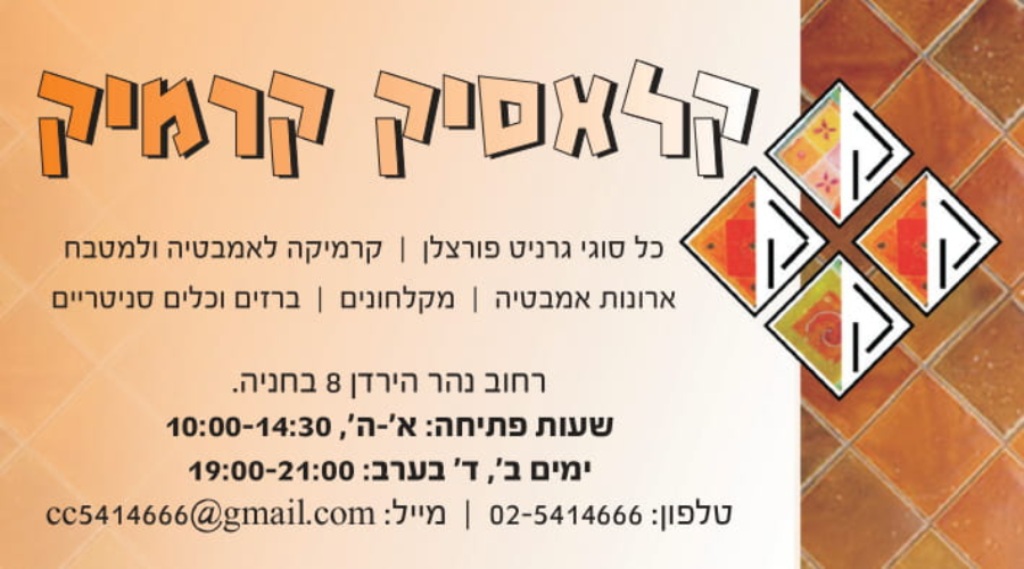 קלאסיק קרמיק
כל סוגי גרניט פורצלן | קרמיקה לאמבטיה ולמטבח
ארונות אמבטיה | מקלחונים | ברזים וכלים סניטריים
רחוב נהר הירדן 8 בחניה.
שעות פתיחה: א'-ה', 10:00-14:30
ימים ב', ד' בערב: 19:00-21:00
טלפון: 02-5414666 | מייל: cc5414666@gmail.com
ק
ק
ק
ק